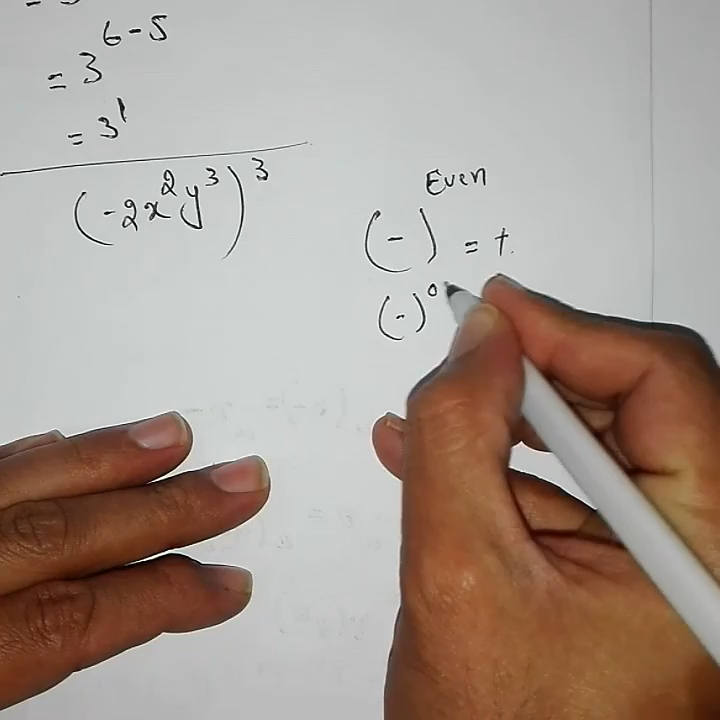 = 3^{6-5}
= 3^1
(-2x^2y^3)^3
(-)^{Even} = +
(-)^o